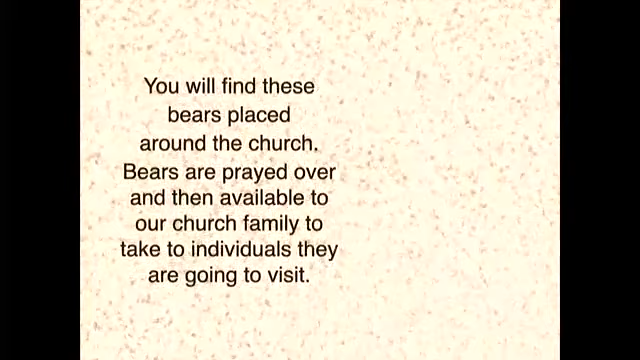 You will find these
bears placed
around the church.
Bears are prayed over
and then available to
our church family to
take to individuals they
are going to visit.